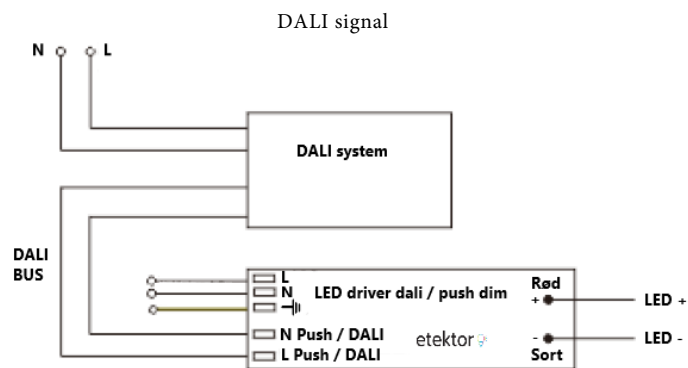 DALI signal
N L
DALI system
DALI
BUS
L
N
LED driver dali / push dim
Rød
+
LED +
N Push / DALI
L Push / DALI
etektor
-
LED -
Sort